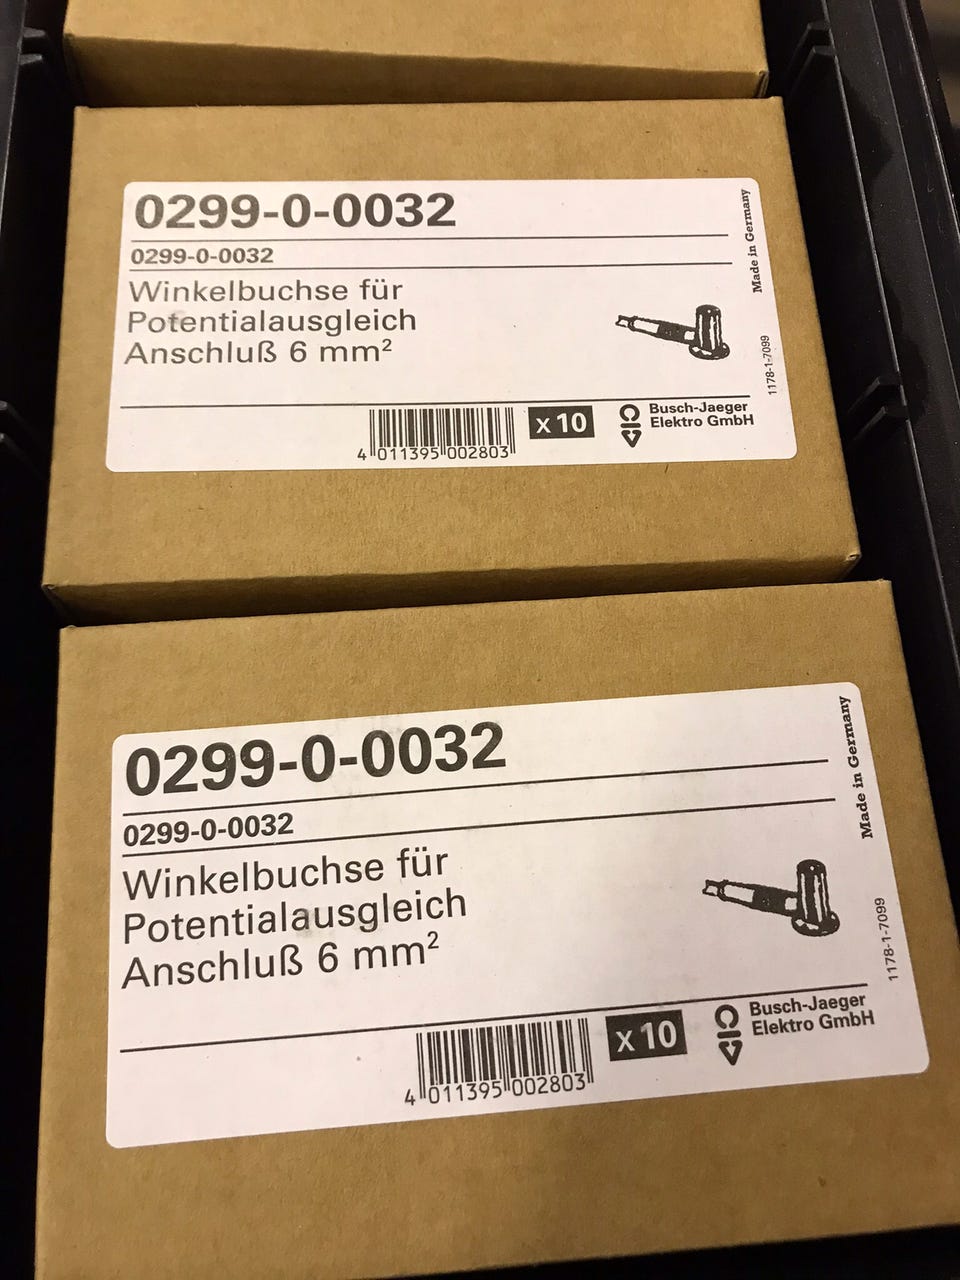 0299-0-0032
0299-0-0032
Winkelbuchse für
Potentialausgleich
Anschluß 6 mm²
Made in Germany
1178-1-7099
4 011395 002803
x 10
Busch-Jaeger
Elektro GmbH
0299-0-0032
0299-0-0032
Winkelbuchse für
Potentialausgleich
Anschluß 6 mm²
Made in Germany
1178-1-7099
4 011395 002803
x 10
Busch-Jaeger
Elektro GmbH